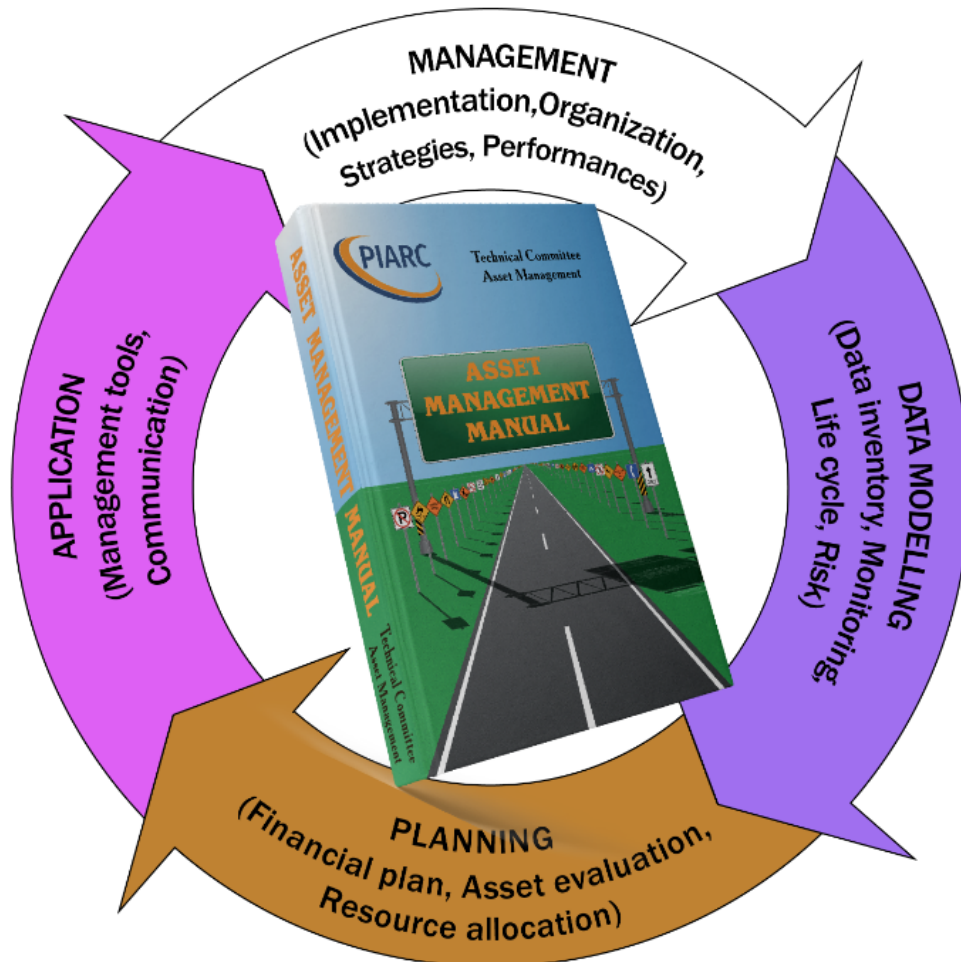 MANAGEMENT
(Implementation,Organization,
Strategies, Performances)
DATA MODELLING
(Data inventory, Monitoring,
Life cycle, Risk)
PLANNING
(Financial plan, Asset evaluation,
Resource allocation)
APPLICATION
(Management tools,
Communication)
PIARC
Technical Committee
Asset Management
ASSET
MANAGEMENT
MANUAL
ASSET MANAGEMENT MANUAL
Technical Committee
Asset Management
P